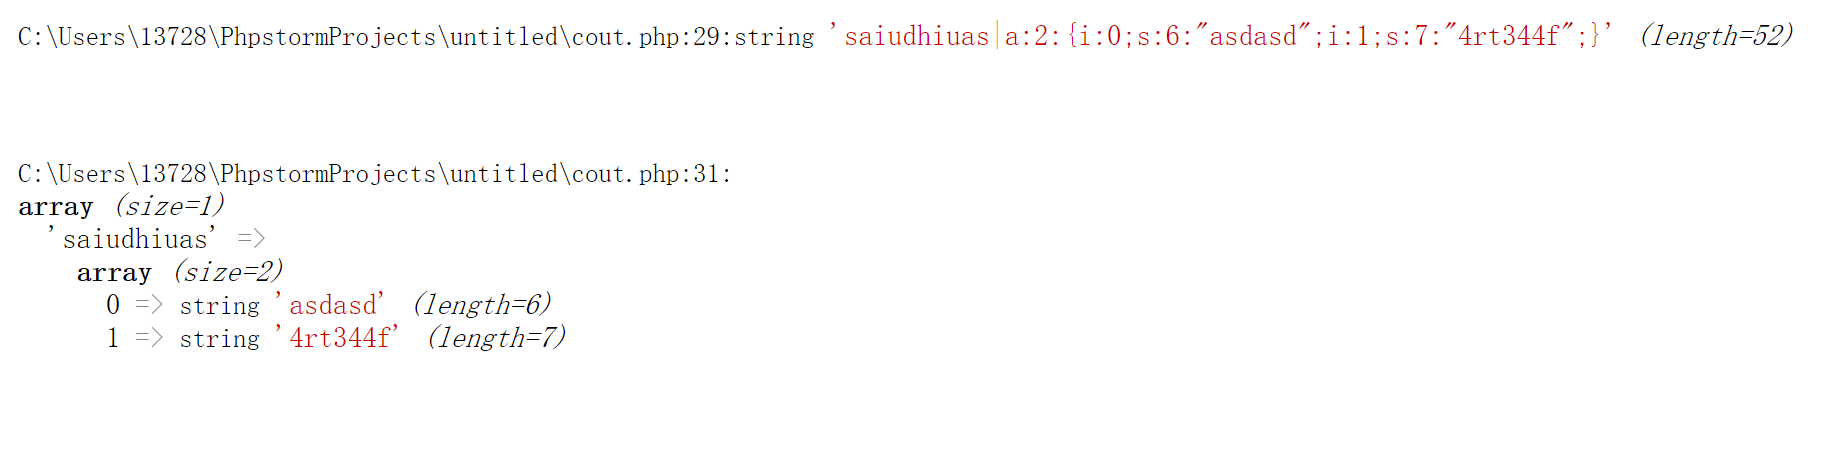 C:\Users\13728\PhpstormProjects\untitled\cout.php:29:string 'saiudhiuas|a:2:{i:0;s:6:"asdasd";i:1;s:7:"4rt344f";}' (length=52)
C:\Users\13728\PhpstormProjects\untitled\cout.php:31:
array (size=1)
'saiudhiuas' =>
array (size=2)
0 => string 'asdasd' (length=6)
1 => string '4rt344f' (length=7)